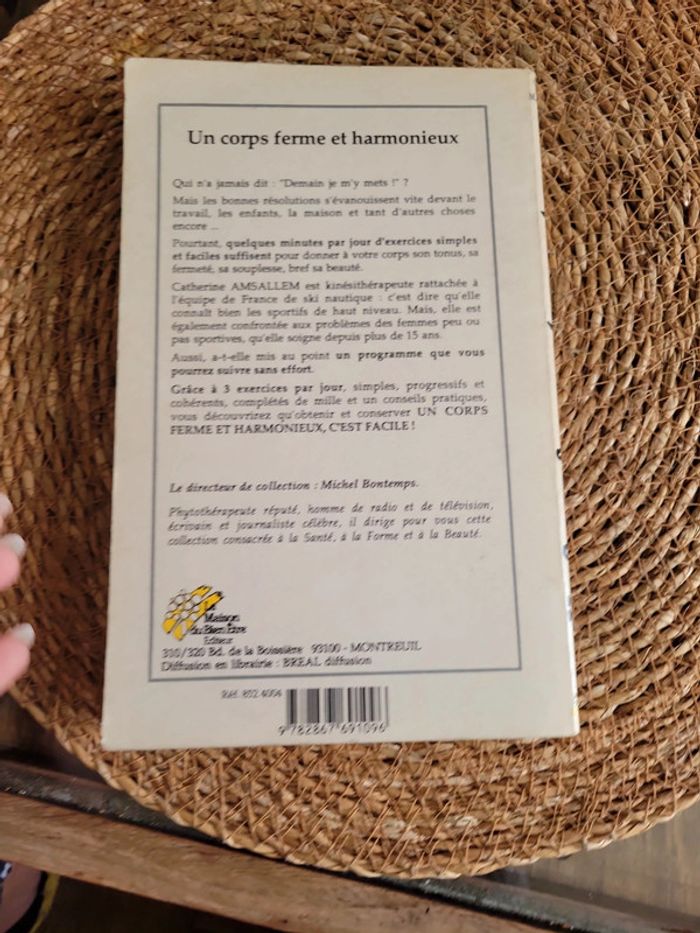 Un corps ferme et harmonieux
Qui n'a jamais dit : "Demain je m'y mets !" ?
Mais les bonnes résolutions s'évanouissent vite devant le
travail, les enfants, la maison et tant d'autres choses
encore ...
Pourtant, quelques minutes par jour d'exercices simples
et faciles suffisent pour donner à votre corps son tonus, sa
fermeté, sa souplesse, bref sa beauté.
Catherine AMSALLEM est kinésithérapeute rattachée à
l'équipe de France de ski nautique : c'est dire qu'elle
connaît bien les sportifs de haut niveau. Mais, elle est
également confrontée aux problèmes des femmes peu ou
pas sportives, qu'elle soigne depuis plus de 15 ans.
Aussi, a-t-elle mis au point un programme que vous
pourrez suivre sans effort.
Grâce à 3 exercices par jour, simples, progressifs et
cohérents, complétés de mille et un conseils pratiques,
vous découvrirez qu'obtenir et conserver UN CORPS
FERME ET HARMONIEUX, C'EST FACILE !
Le directeur de collection : Michel Bontemps.
Phytothérapeute réputé, homme de radio et de télévision,
écrivain et journaliste célèbre, il dirige pour vous cette
collection consacrée à la Santé, à la Forme et à la Beauté.
La
Maison
du Bien Etre
Editeur
310/320 Bd. de la Boissière 93100 - MONTREUIL
Diffusion en librairie : BREAL diffusion
Réf. 802 4004
9 782867 691096